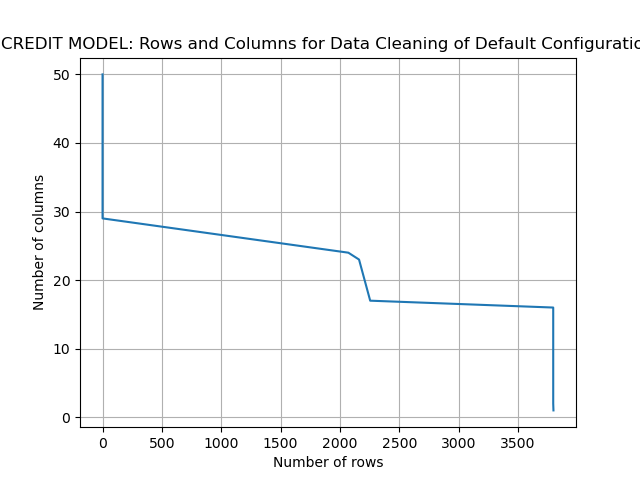 CREDIT MODEL: Rows and Columns for Data Cleaning of Default Configuratio
50
40
30
20
10
0
Number of columns
0 500 1000 1500 2000 2500 3000 3500
Number of rows